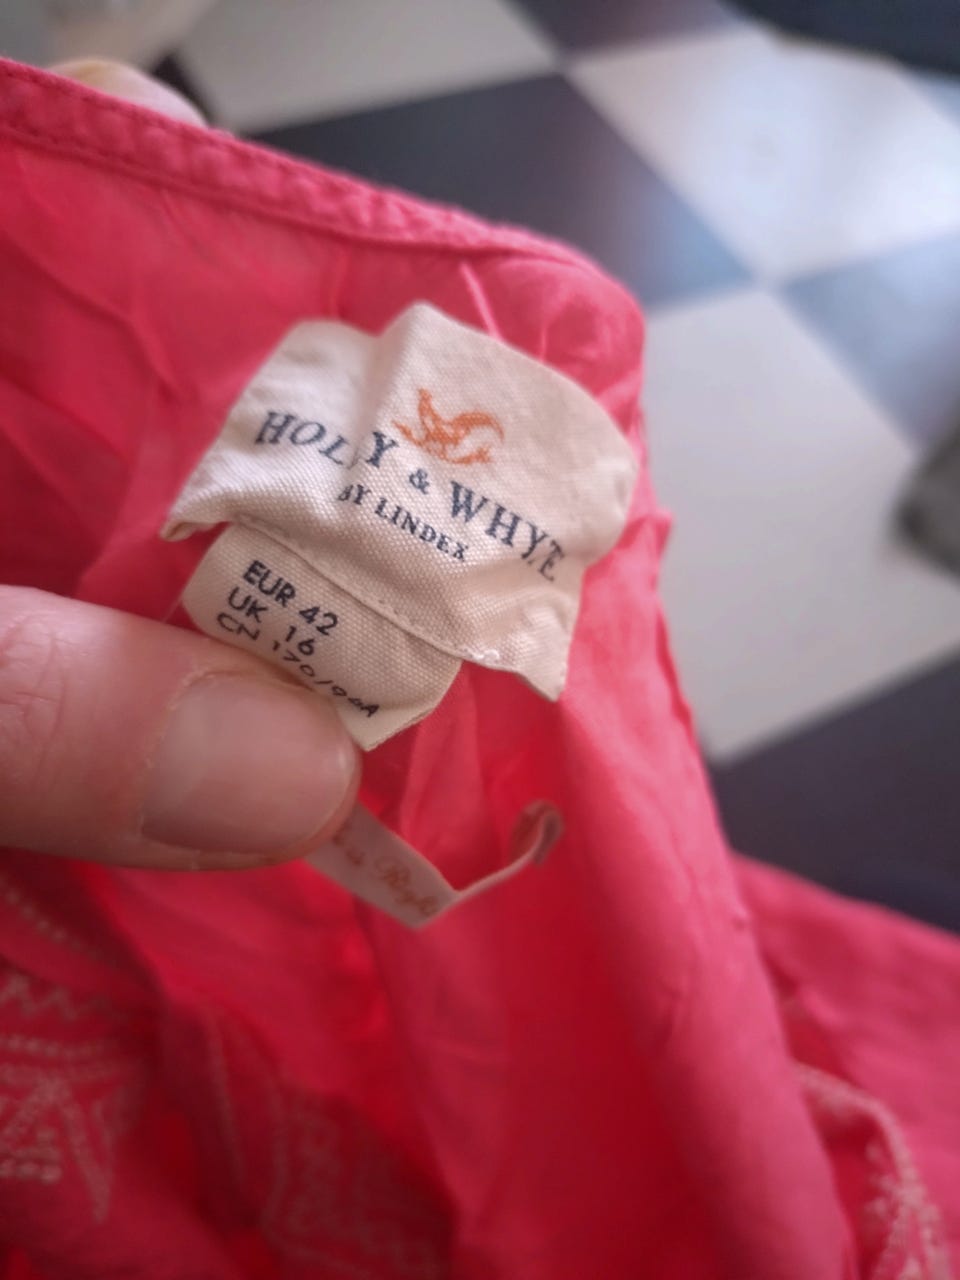 HOLLY & WHYTE
BY LINDEX
EUR 42
UK 16
CN 170/94A